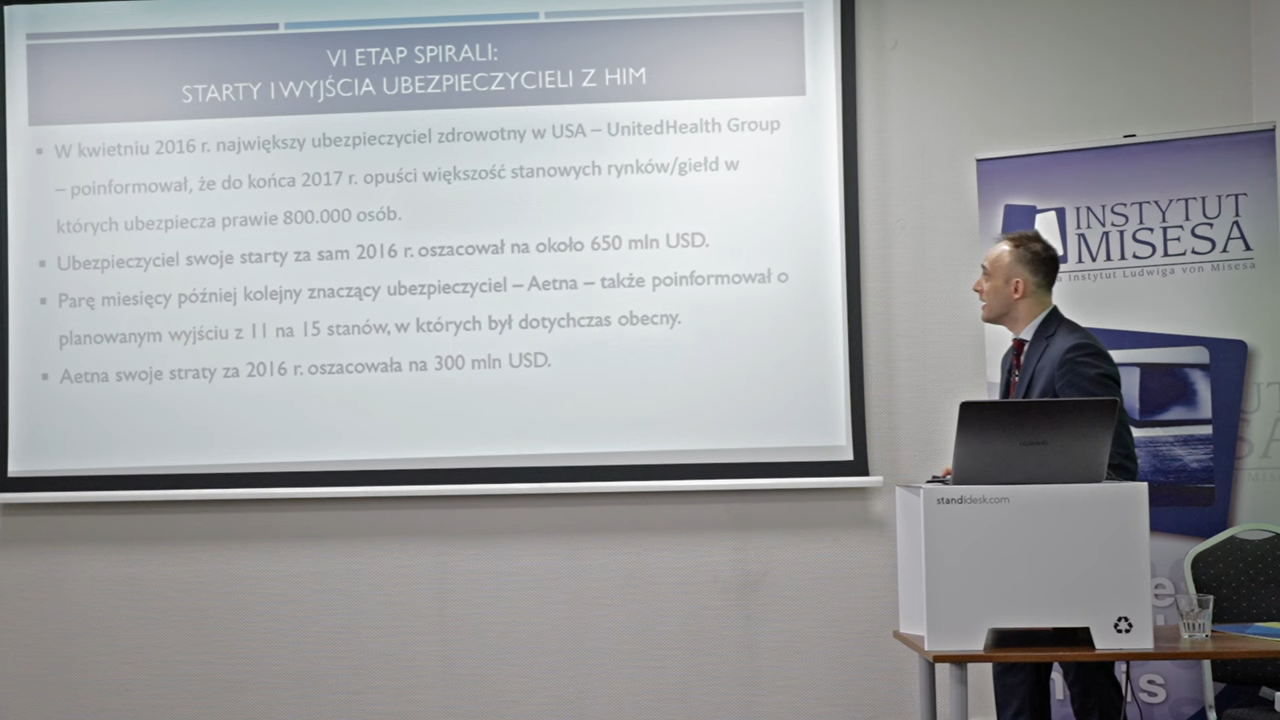 VI ETAP SPIRALI:
STARTY I WYJŚCIA UBEZPIECZYCIELI Z HIM
▪ W kwietniu 2016 r. największy ubezpieczyciel zdrowotny w USA – UnitedHealth Group
– poinformował, że do końca 2017 r. opuści większość stanowych rynków/giełd w
których ubezpiecza prawie 800.000 osób.
▪ Ubezpieczyciel swoje starty za sam 2016 r. oszacował na około 650 mln USD.
▪ Parę miesięcy później kolejny znaczący ubezpieczyciel – Aetna – także poinformował o
planowanym wyjściu z 11 na 15 stanów, w których był dotychczas obecny.
▪ Aetna swoje straty za 2016 r. oszacowała na 300 mln USD.
INSTYTUT
MISESA
Instytut Ludwiga von Misesa
HUAWEI
standidesk.com